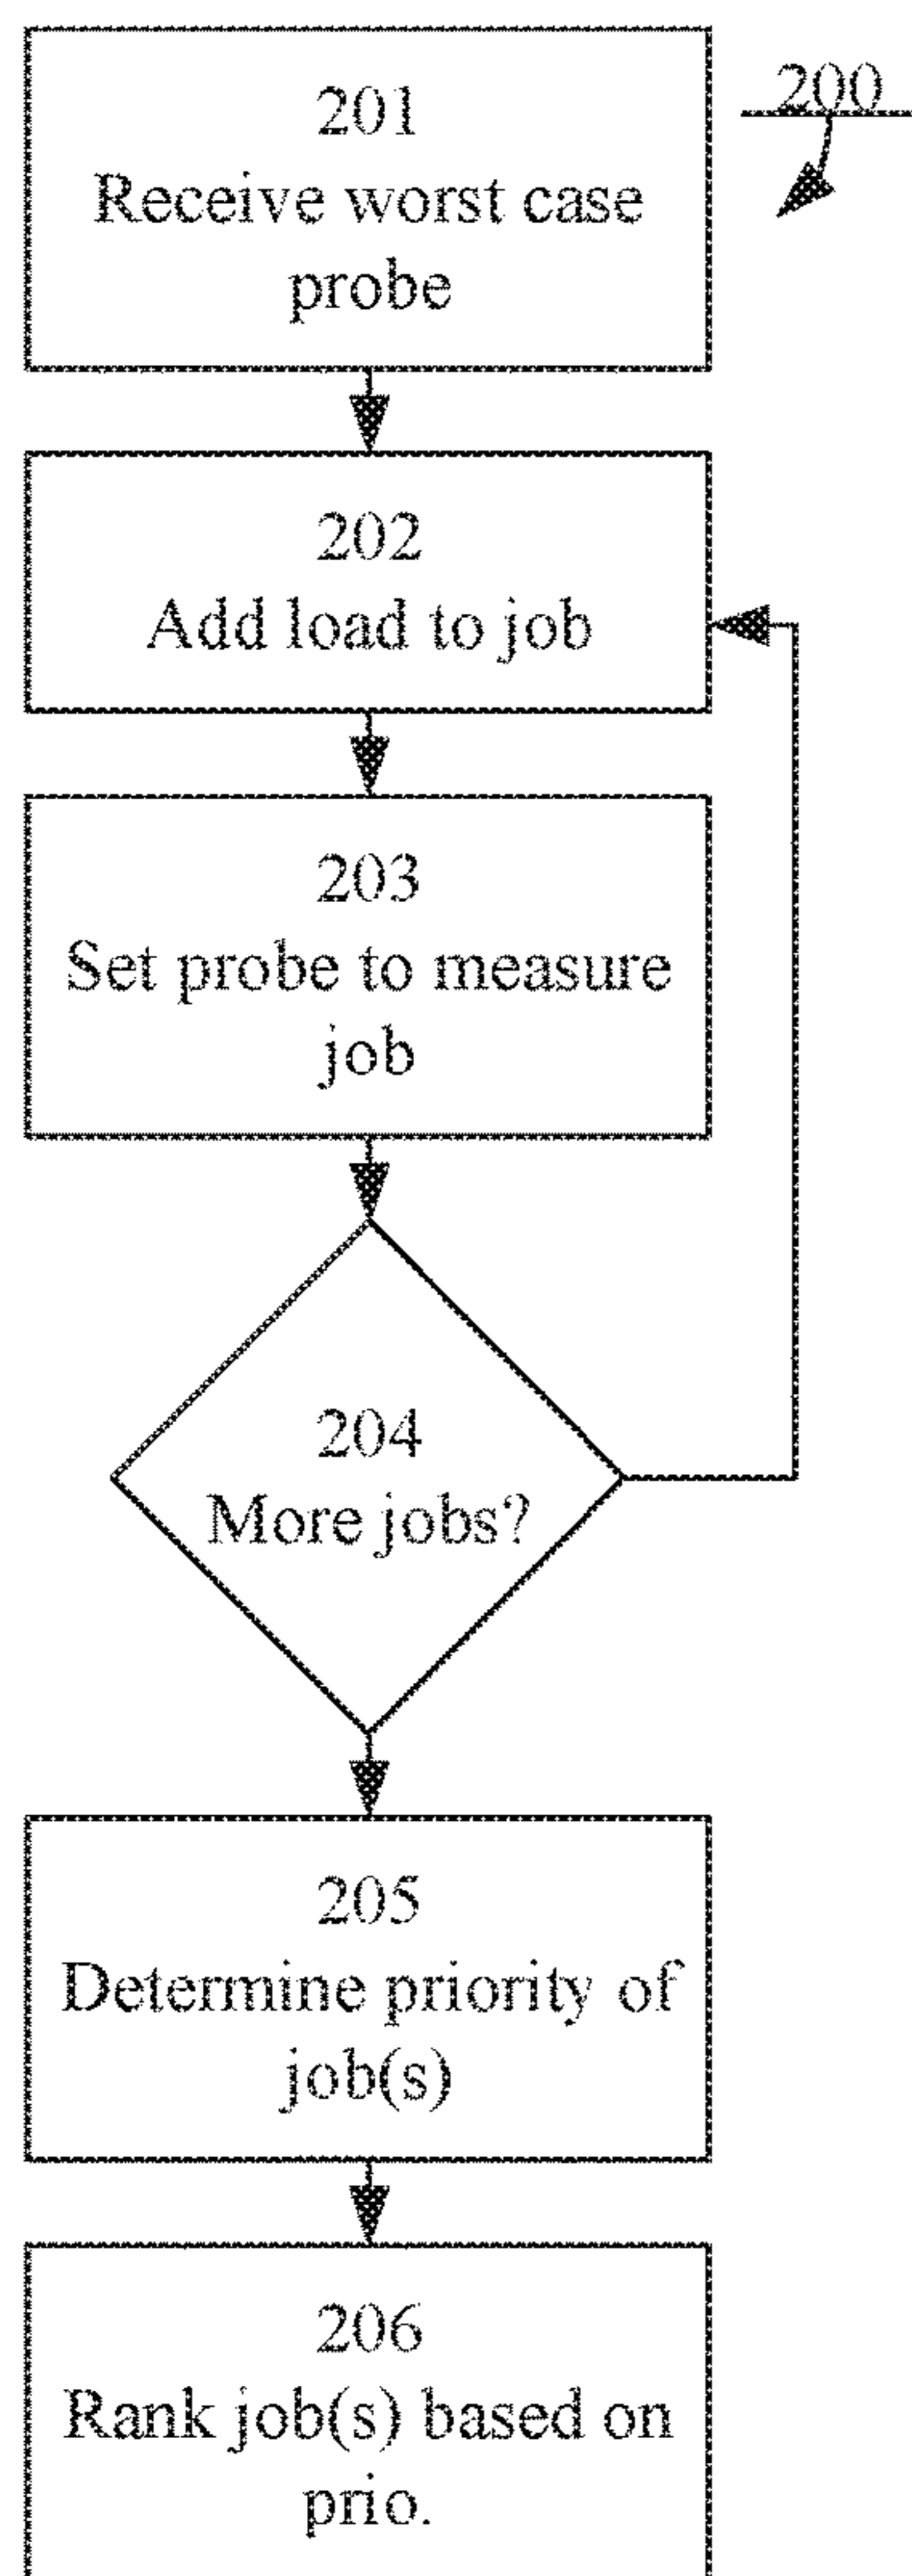 200
201
Receive worst case
probe
202
Add load to job
203
Set probe to measure
job
204
More jobs?
205
Determine priority of
job(s)
206
Rank job(s) based on
prio.